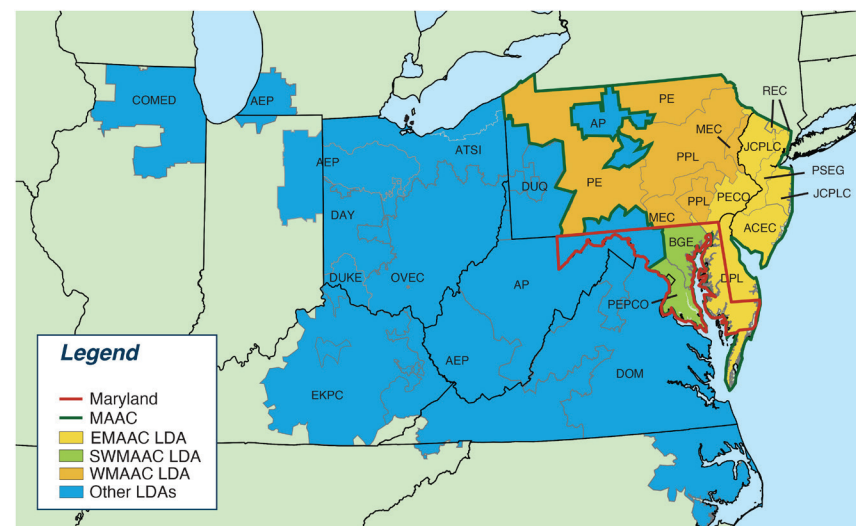 COMED
AEP
AEP
ATSI
DAY
DUKE
OVEC
DUQ
AP
PE
MEC
PPL
PE
PPL
MEC
REC
JCPLC
PSEG
PECO
JCPLC
ACEC
BGE
DPL
AP
PEPCO
EKPC
AEP
DOM
Legend
Maryland
MAAC
EMAAC LDA
SWMAAC LDA
WMAAC LDA
Other LDAs